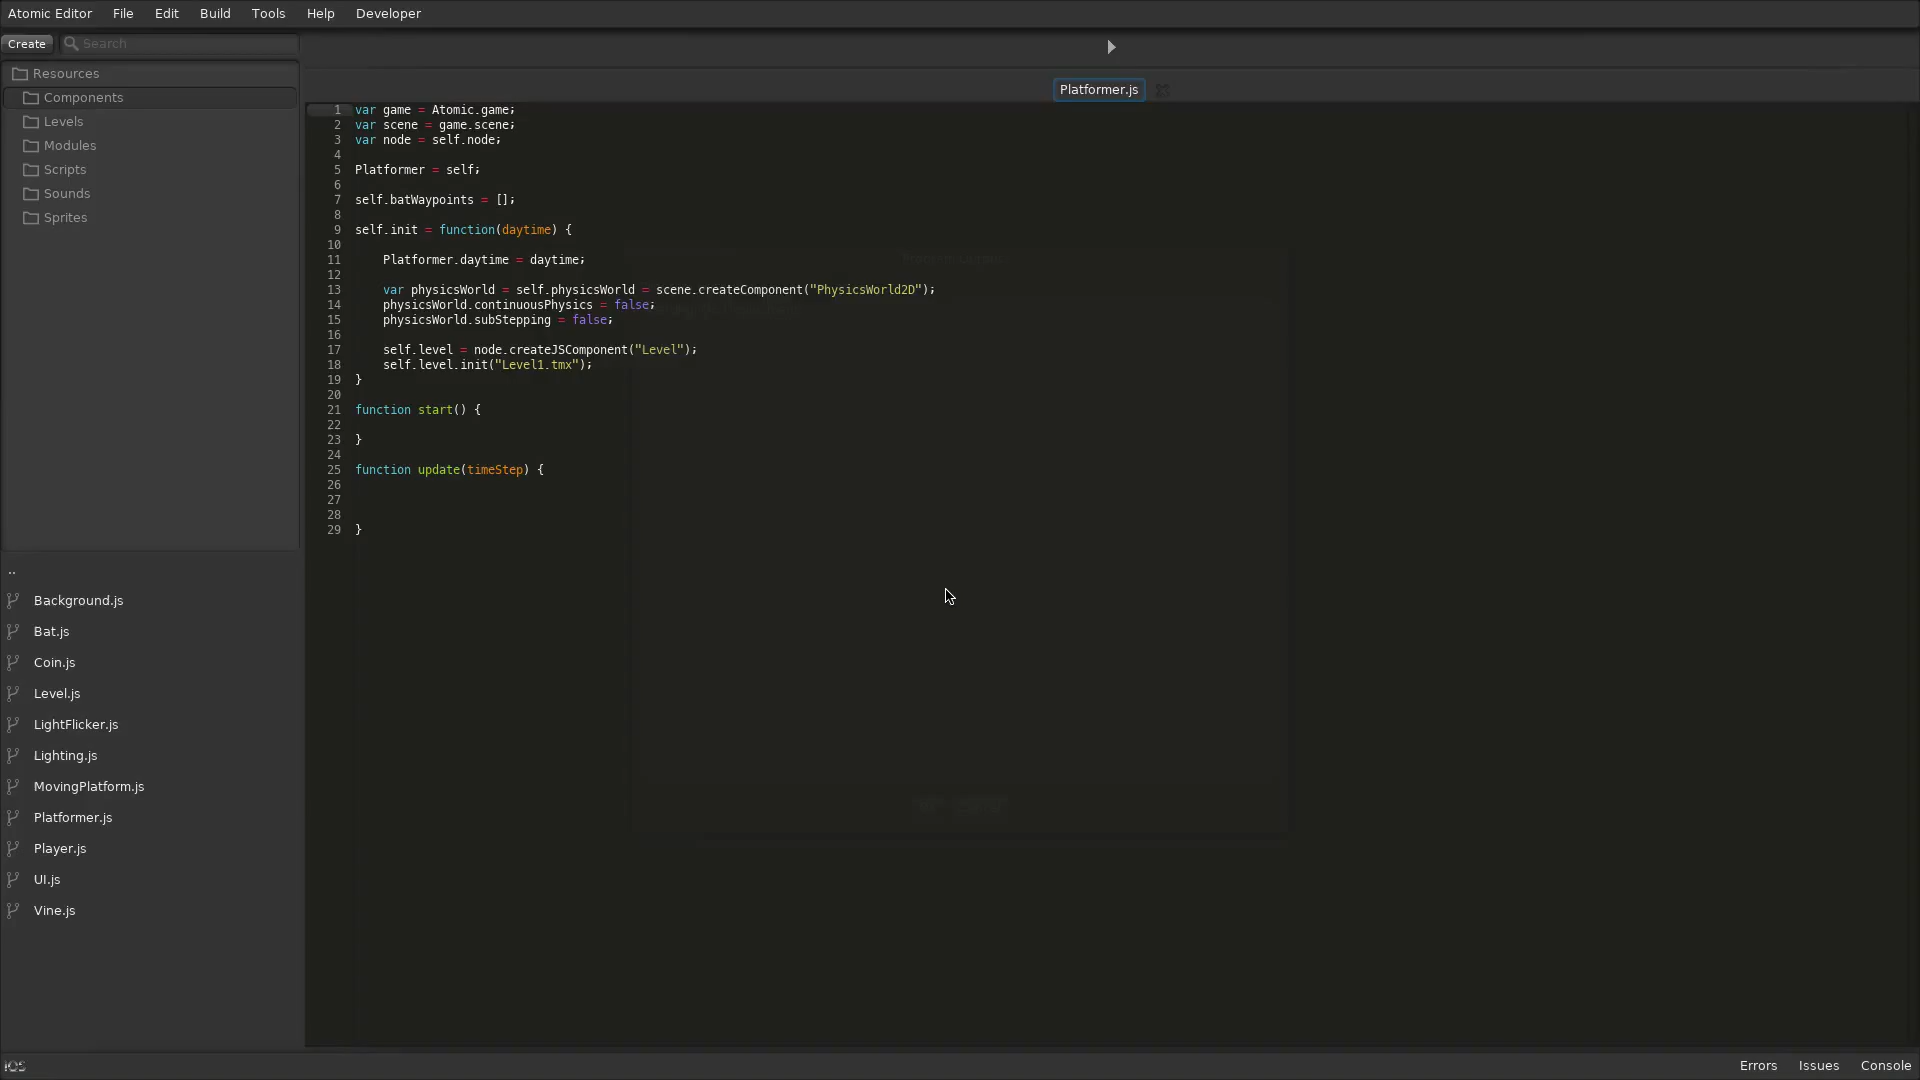 Atomic Editor File Edit Build Tools Help Developer
Create Search
Resources
Components
Levels
Modules
Scripts
Sounds
Sprites
..
Background.js
Bat.js
Coin.js
Level.js
LightFlicker.js
Lighting.js
MovingPlatform.js
Platformer.js
Player.js
UI.js
Vine.js
Platformer.js
1 var game = Atomic.game;
2 var scene = game.scene;
3 var node = self.node;
4
5 Platformer = self;
6
7 self.batWaypoints = [];
8
9 self.init = function(daytime) {
10
11     Platformer.daytime = daytime;
12
13     var physicsWorld = self.physicsWorld = scene.createComponent("PhysicsWorld2D");
14     physicsWorld.continuousPhysics = false;
15     physicsWorld.subStepping = false;
16
17     self.level = node.createJSComponent("Level");
18     self.level.init("Level1.tmx");
19 }
20
21 function start() {
22
23 }
24
25 function update(timeStep) {
26
27
28
29 }
iOS Errors Issues Console